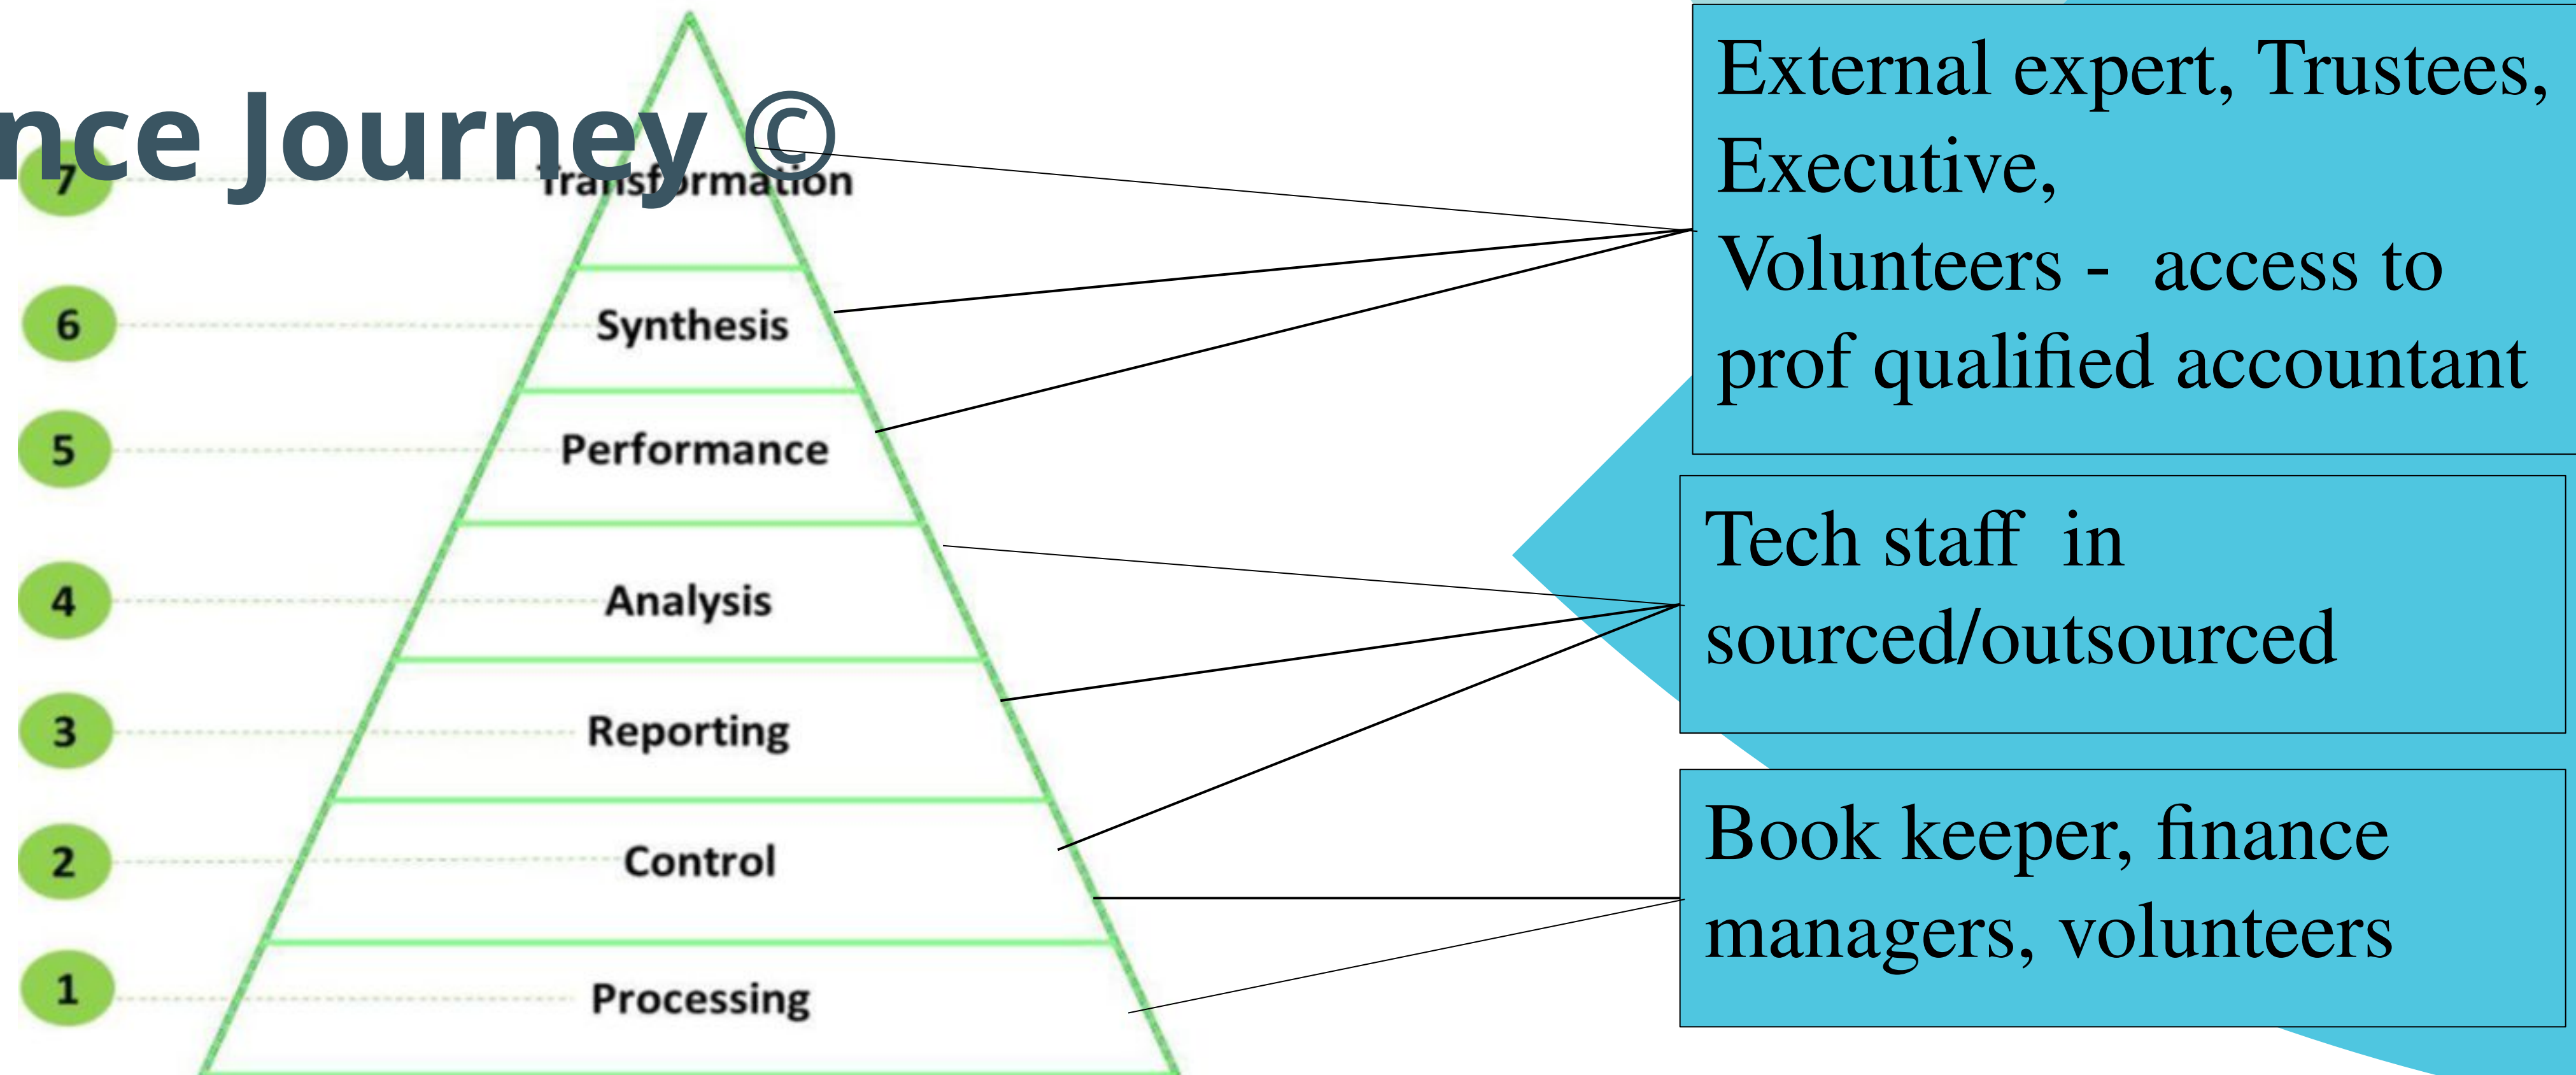 nce Journey ©
7
Transformation
6
Synthesis
5
Performance
4
Analysis
3
Reporting
2
Control
1
Processing
External expert, Trustees,
Executive,
Volunteers -  access to
prof qualified accountant
Tech staff  in
sourced/outsourced
Book keeper, finance
managers, volunteers